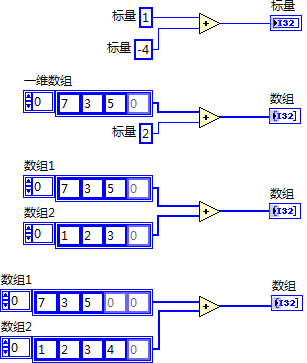 标量
标量 1
+
I32
标量 -4
一维数组
0 7 3 5 0
数组
+
I32
标量 2
数组1
0 7 3 5 0
数组
+
I32
数组2
0 1 2 3 0
数组1
0 7 3 5 0 0
数组
+
I32
数组2
0 1 2 3 4 0